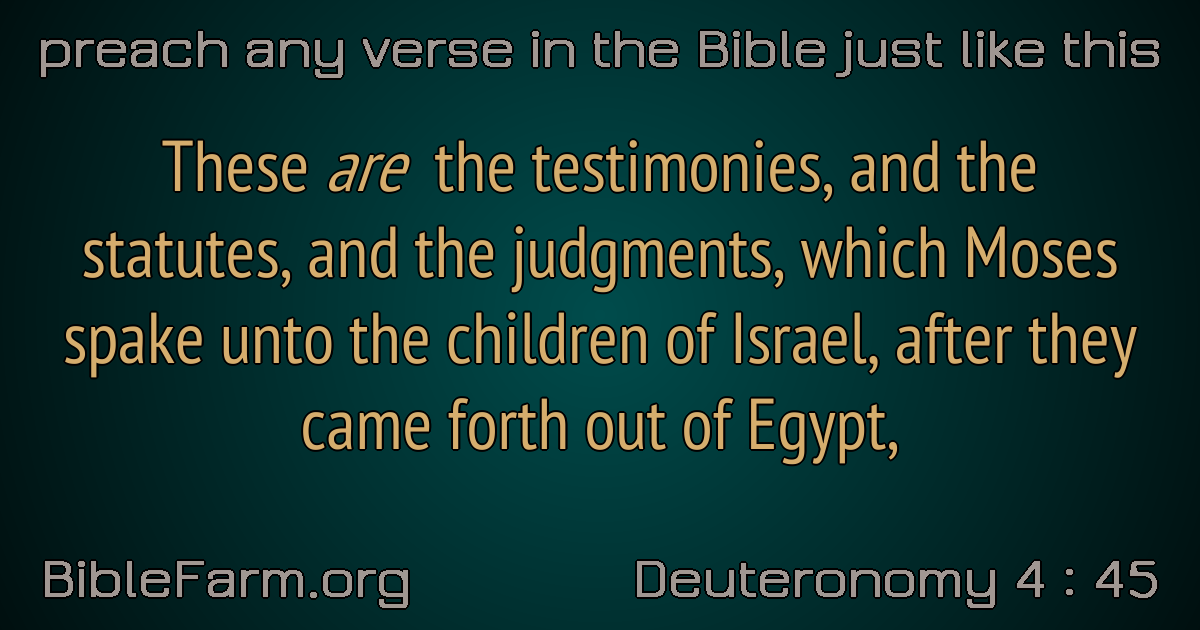 preach any verse in the Bible just like this
These are the testimonies, and the
statutes, and the judgments, which Moses
spake unto the children of Israel, after they
came forth out of Egypt,
BibleFarm.org
Deuteronomy 4 : 45